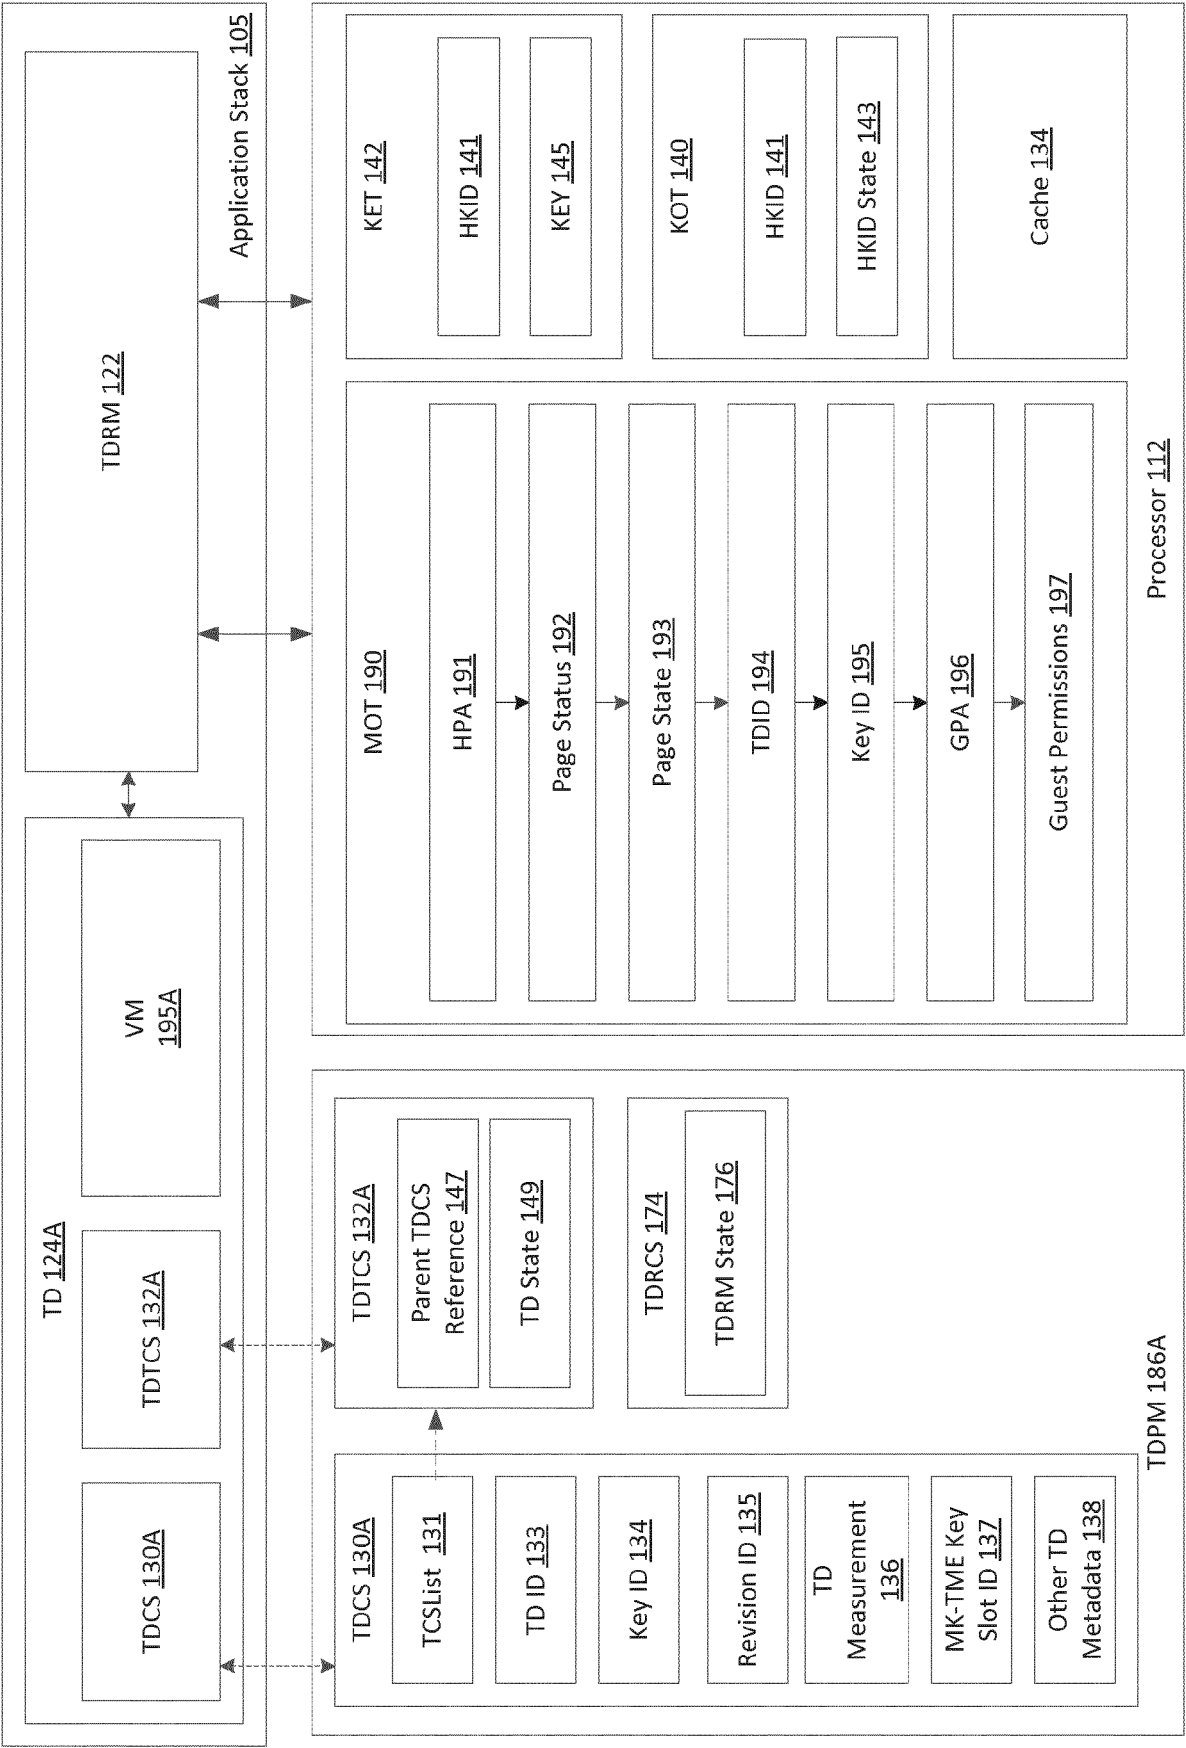 TD 124A
TDCS 130A
TDTCS 132A
VM
195A
TDRM 122
Application Stack 105
TDCS 130A
TCSList 131
TD ID 133
Key ID 134
Revision ID 135
TD
Measurement
136
MK-TME Key
Slot ID 137
Other TD
Metadata 138
TDTCS 132A
Parent TDCS
Reference 147
TD State 149
TDRCS 174
TDRM State 176
TDPM 186A
MOT 190
HPA 191
Page Status 192
Page State 193
TDID 194
Key ID 195
GPA 196
Guest Permissions 197
KET 142
HKID 141
KEY 145
KOT 140
HKID 141
HKID State 143
Cache 134
Processor 112